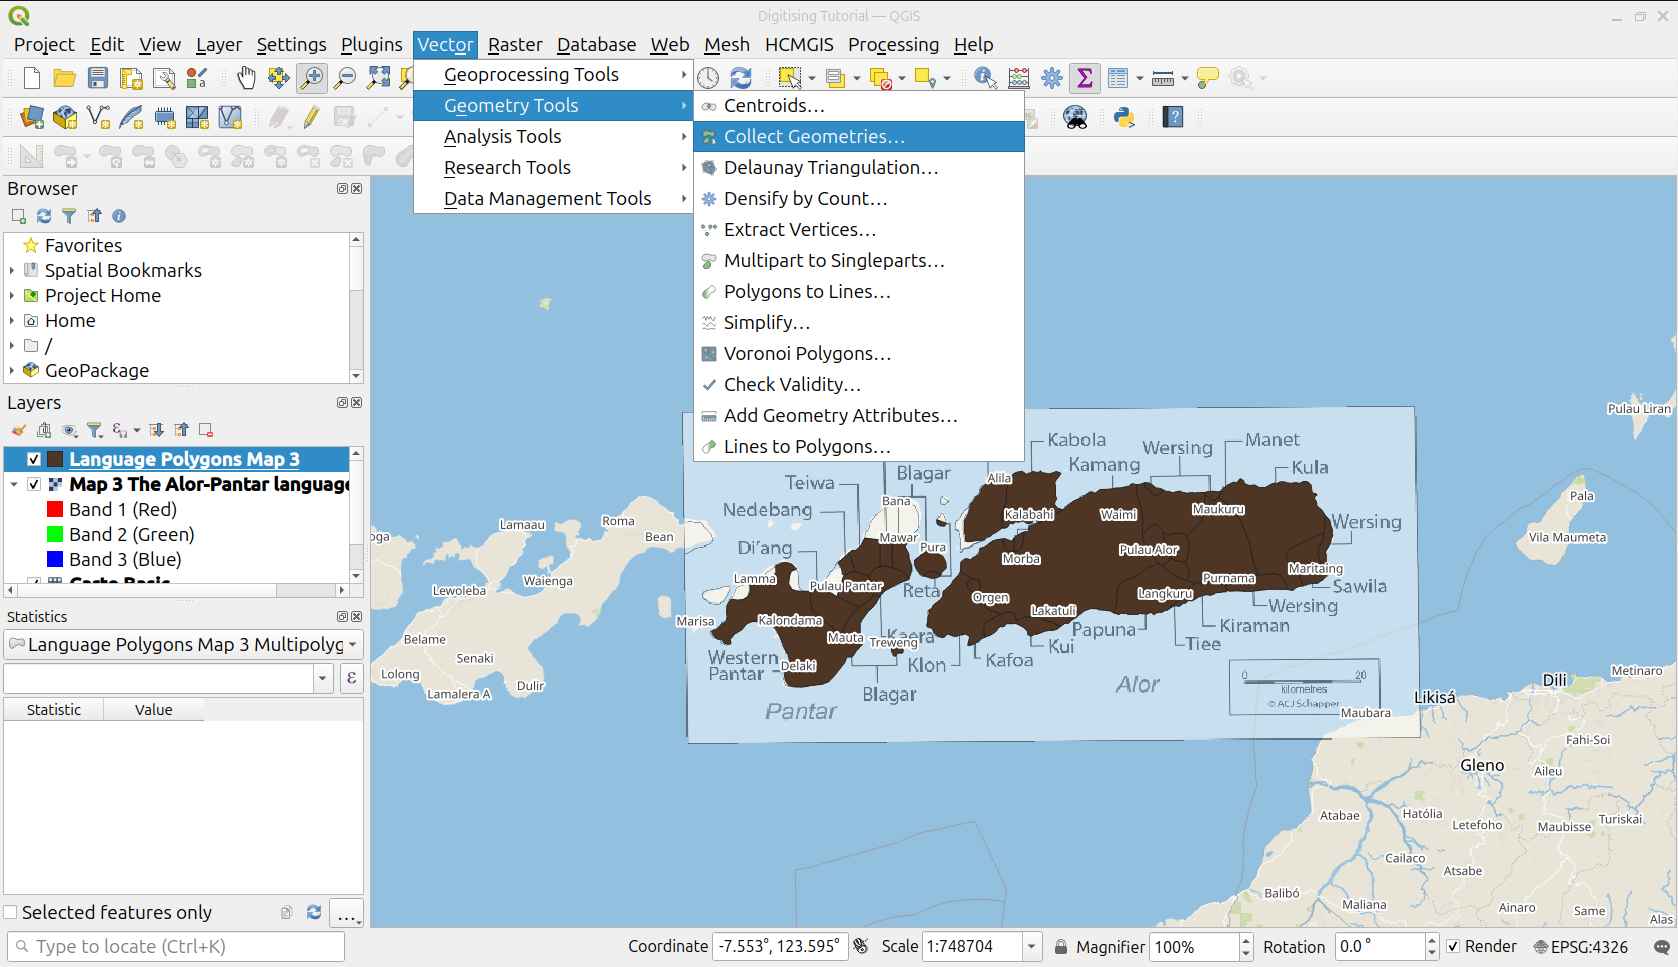 Digitising Tutorial — QGIS
Project Edit View Layer Settings Plugins Vector Raster Database Web Mesh HCMGIS Processing Help
Geoprocessing Tools
Geometry Tools
Analysis Tools
Research Tools
Data Management Tools
Centroids...
Collect Geometries...
Delaunay Triangulation...
Densify by Count...
Extract Vertices...
Multipart to Singleparts...
Polygons to Lines...
Simplify...
Voronoi Polygons...
Check Validity...
Add Geometry Attributes...
Lines to Polygons...
Browser
Favorites
Spatial Bookmarks
Project Home
Home
/
GeoPackage
Layers
Language Polygons Map 3
Map 3 The Alor-Pantar language
Band 1 (Red)
Band 2 (Green)
Band 3 (Blue)
Carto Basic
Statistics
Language Polygons Map 3 Multipolyg
ε
Statistic Value
Selected features only
...
Type to locate (Ctrl+K)
Pulau Liran
Kabola
Wersing
Manet
Kamang
Kula
Blagar
Alila
Teiwa
Bana
Nedebang
Kalabahi
Waimi
Maukuru
Wersing
Pala
Vila Maumeta
oga
Lamaau
Roma
Bean
Mawar
Pura
Di'ang
Morba
Pulau Alor
Maritaing
Lamma
Pulau Pantar
Reta
Purnama
Sawila
Waienga
Lewoleba
Orgen
Langkuru
Lakatuli
Wersing
Marisa
Kalondama
Kiraman
Papuna
Belame
Mauta
Treweng
Kaera
Tiee
Kui
Senaki
Western
Pantar
Delaki
Klon
Kafoa
Lolong
Dulir
Lamalera A
Blagar
Alor
Pantar
0 20
kilometres
© ACJ Schapper
Metinaro
Dili
Likisá
Maubara
Fahi-Soi
Gleno
Aileu
Atabae
Hatólia
Letefoho
Maubisse
Turiskai
Cailaco
Atsabe
Balibó
Maliana
Ainaro
Same
Alas
Coordinate -7.553°, 123.595° Scale 1:748704 Magnifier 100% Rotation 0.0 ° Render EPSG:4326